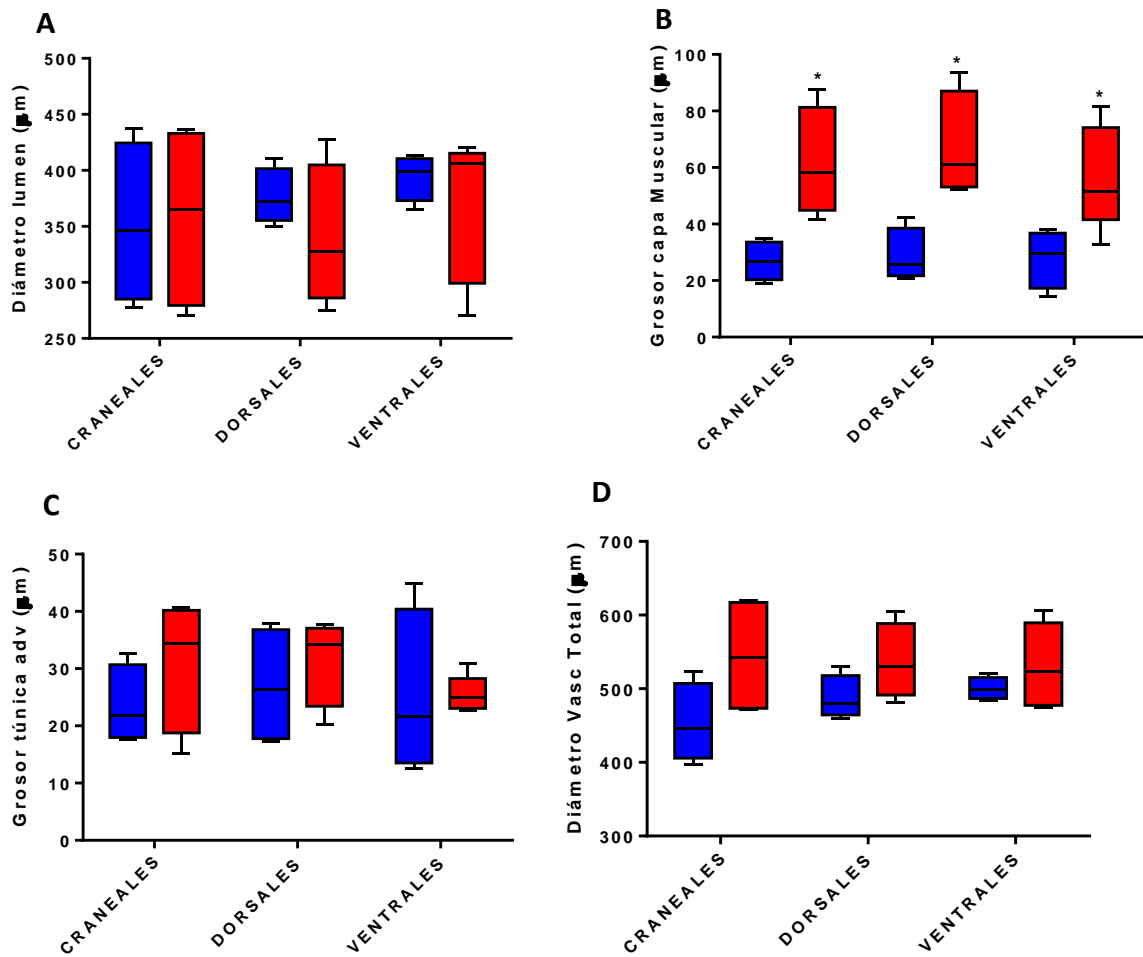 A
Diámetro lumen (μm)
500
450
400
350
300
250
CRANEALES
DORSALES
VENTRALES
B
Grosor capa Muscular (μm)
100
80
60
40
20
0
*
*
*
CRANEALES
DORSALES
VENTRALES
C
Grosor túnica adv (μm)
50
40
30
20
10
0
CRANEALES
DORSALES
VENTRALES
D
Diámetro Vasc Total (μm)
700
600
500
400
300
CRANEALES
DORSALES
VENTRALES